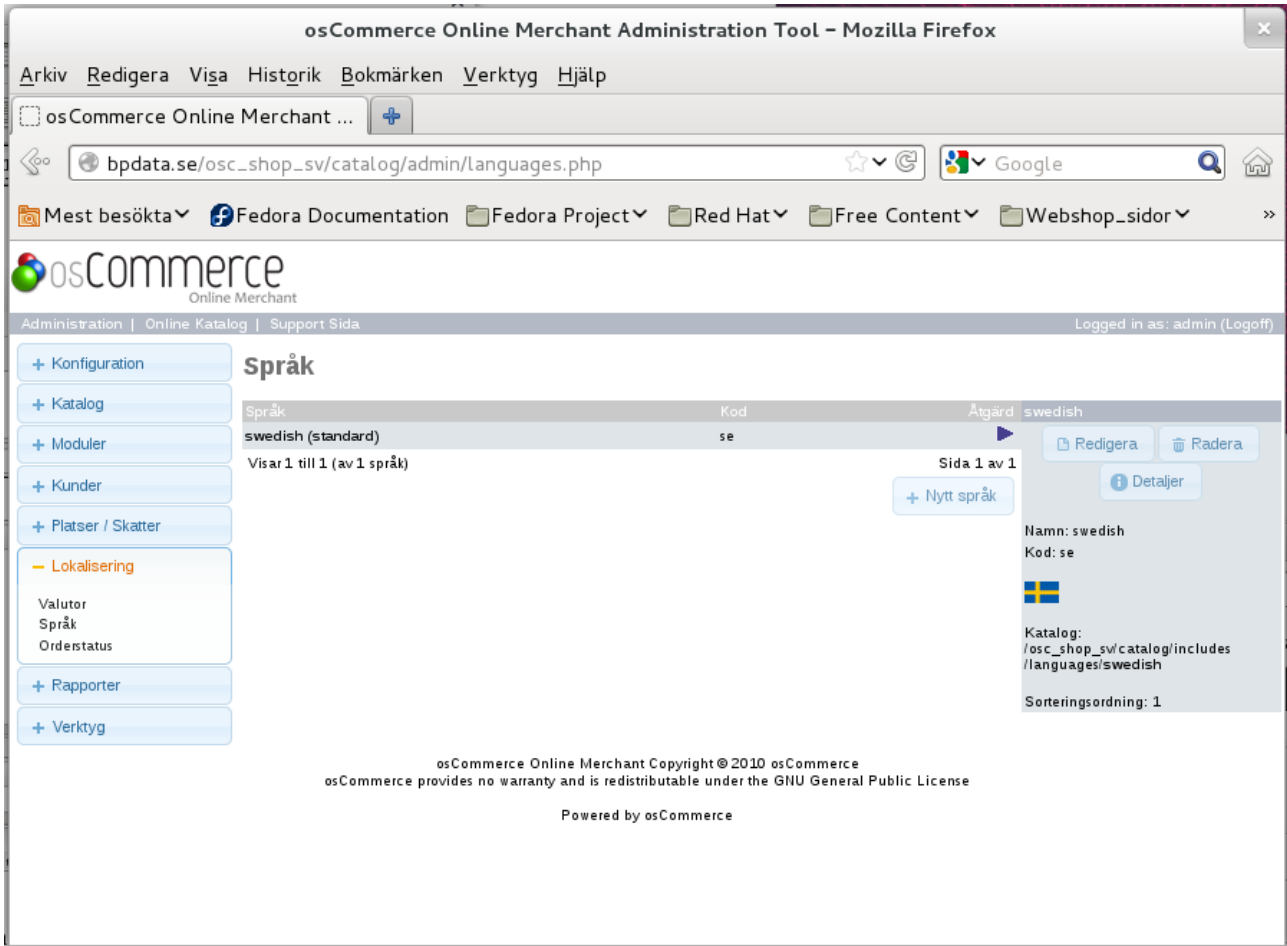 osCommerce Online Merchant Administration Tool – Mozilla Firefox
Arkiv Redigera Visa Historik Bokmärken Verktyg Hjälp
osCommerce Online Merchant ...
bpdata.se/osc_shop_sv/catalog/admin/languages.php Google
Mest besökta Fedora Documentation Fedora Project Red Hat Free Content Webshop_sidor »
osCommerce
Online Merchant
Administration | Online Katalog | Support Sida Logged in as: admin (Logoff)
+ Konfiguration
+ Katalog
+ Moduler
+ Kunder
+ Platser / Skatter
− Lokalisering
Valutor
Språk
Orderstatus
+ Rapporter
+ Verktyg
Språk
Språk Kod Åtgärd
swedish (standard) se
Visar 1 till 1 (av 1 språk) Sida 1 av 1
+ Nytt språk
swedish
Redigera Radera
Detaljer
Namn: swedish
Kod: se
Katalog:
/osc_shop_sv/catalog/includes
/languages/swedish
Sorteringsordning: 1
osCommerce Online Merchant Copyright © 2010 osCommerce
osCommerce provides no warranty and is redistributable under the GNU General Public License
Powered by osCommerce